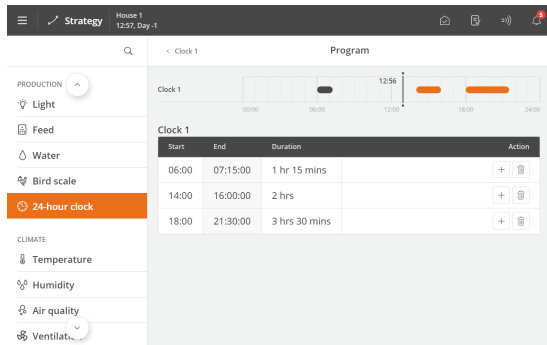 Strategy
House 1
12:57, Day -1
5
< Clock 1
Program
PRODUCTION
Light
Feed
Water
Bird scale
24-hour clock
CLIMATE
Temperature
Humidity
Air quality
Clock 1
12:56
00:00 06:00 12:00 18:00 24:00
Clock 1
Start End Duration Action
06:00 07:15:00 1 hr 15 mins
14:00 16:00:00 2 hrs
18:00 21:30:00 3 hrs 30 mins